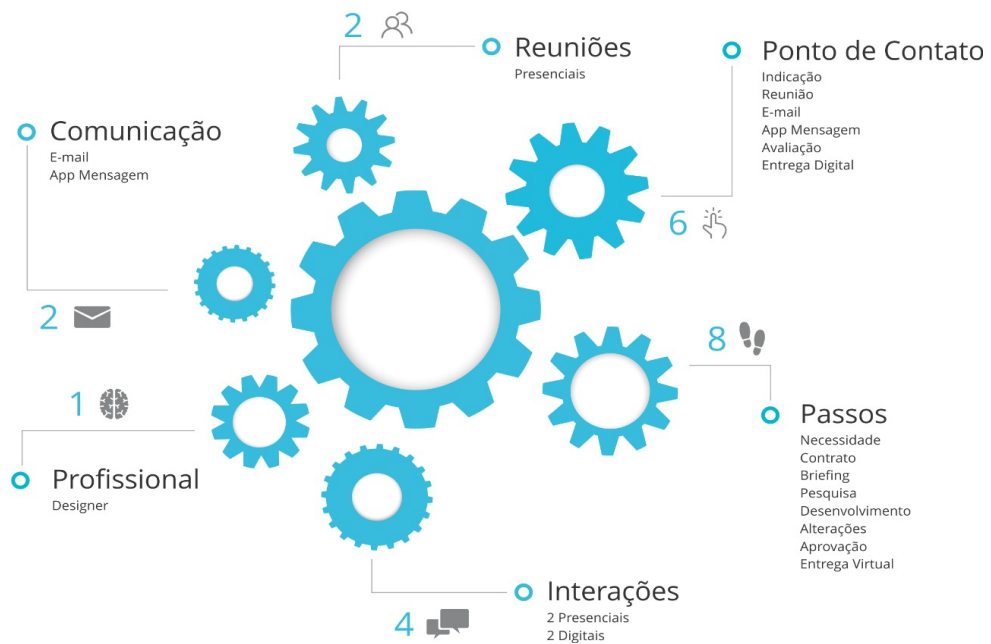 2
Reuniões
Presenciais
Ponto de Contato
Indicação
Reunião
E-mail
App Mensagem
Avaliação
Entrega Digital
6
Comunicação
E-mail
App Mensagem
2
8
Passos
Necessidade
Contrato
Briefing
Pesquisa
Desenvolvimento
Alterações
Aprovação
Entrega Virtual
1
Profissional
Designer
4
Interações
2 Presenciais
2 Digitais